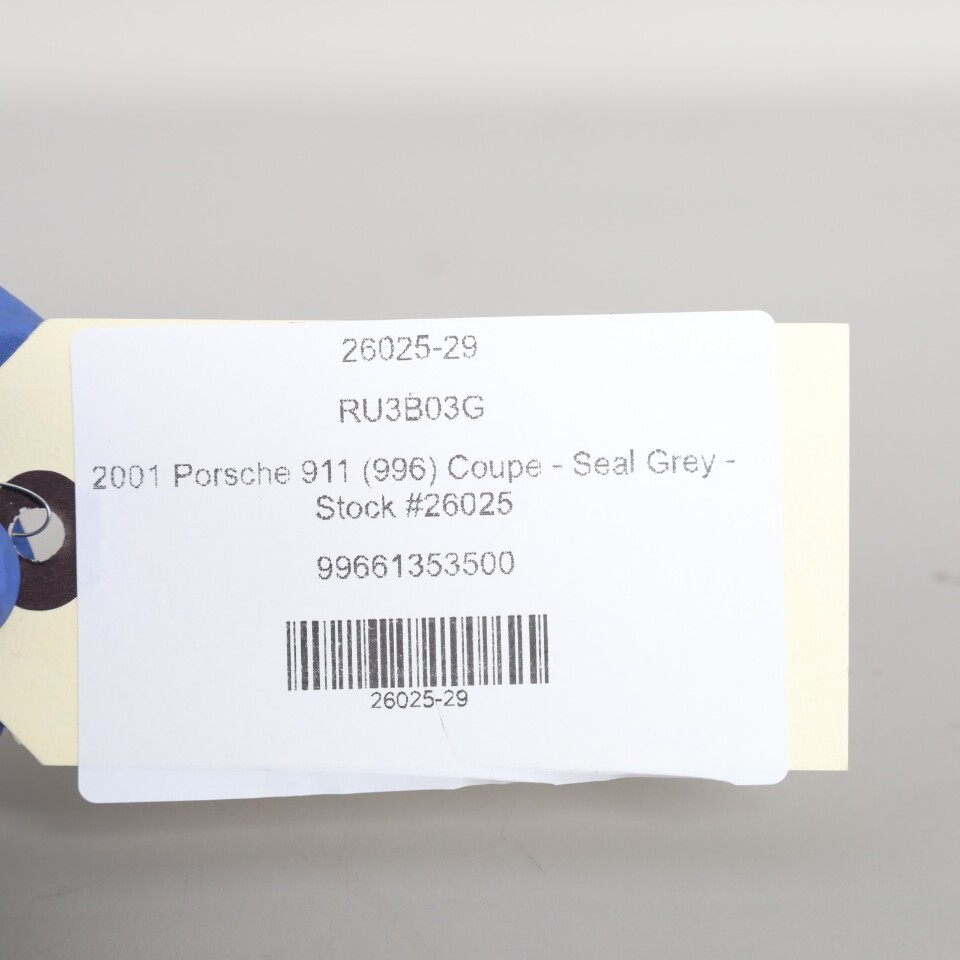 26025-29
RU3B03G
2001 Porsche 911 (996) Coupe - Seal Grey -
Stock #26025
99661353500
26025-29